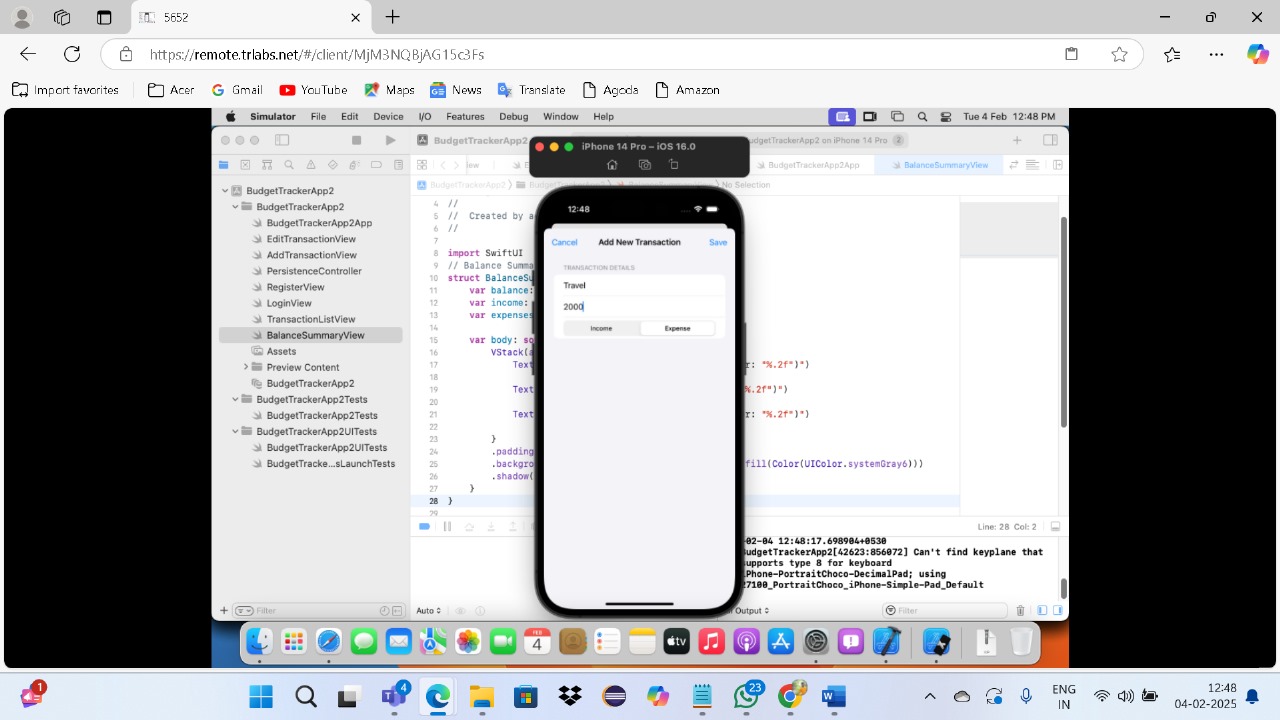 5652
https://remote.trlabs.net/#/client/MjM3NQBjAG15c3Fs
Import favorites
Acer
Gmail
YouTube
Maps
News
Translate
Agoda
Amazon
Simulator File Edit Device I/O Features Debug Window Help
Tue 4 Feb 12:48 PM
BudgetTrackerApp2
iPhone 14 Pro – iOS 16.0
udgetTrackerApp2 on iPhone 14 Pro 2
BudgetTrackerApp2App
BalanceSummaryView
BudgetTrackerApp2
No Selection
BudgetTrackerApp2
BudgetTrackerApp2
BudgetTrackerApp2App
EditTransactionView
AddTransactionView
PersistenceController
RegisterView
LoginView
TransactionListView
BalanceSummaryView
Assets
Preview Content
BudgetTrackerApp2
BudgetTrackerApp2Tests
BudgetTrackerApp2Tests
BudgetTrackerApp2UITests
BudgetTrackerApp2UITests
BudgetTracke...sLaunchTests
Filter
4 //
5 // Created by a
6 //
7
8 import SwiftUI
9 // Balance Summa
10 struct BalanceSu
11 var balance:
12 var income:
13 var expenses
14
15 var body: so
16 VStack(a
17 Text r: "%.2f")")
18
19 Text %.2f")")
20
21 Text r: "%.2f")")
22
23 }
24 .padding
25 .backgro fill(Color(UIColor.systemGray6)))
26 .shadow(
27 }
28 }
29
12:48
Cancel Add New Transaction Save
TRANSACTION DETAILS
Travel
2000
Income Expense
Line: 28 Col: 2
02-04 12:48:17.698904+0530
udgetTrackerApp2[42623:856072] Can't find keyplane that
upports type 8 for keyboard
iPhone-PortraitChoco-DecimalPad; using
27100_PortraitChoco_iPhone-Simple-Pad_Default
Auto
Output
Filter
FEB
4
tv
1
4
23
ENG
IN
12:48
04-02-2025